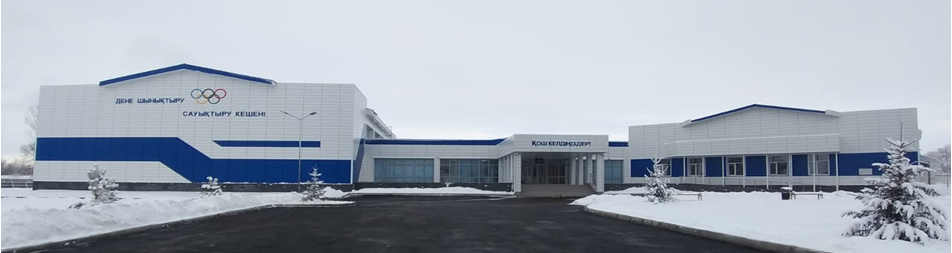 ДЕНЕ ШЫНЫҚТЫРУ
САУЫҚТЫРУ КЕШЕНІ
ҚОШ КЕЛДІҢІЗДЕР!